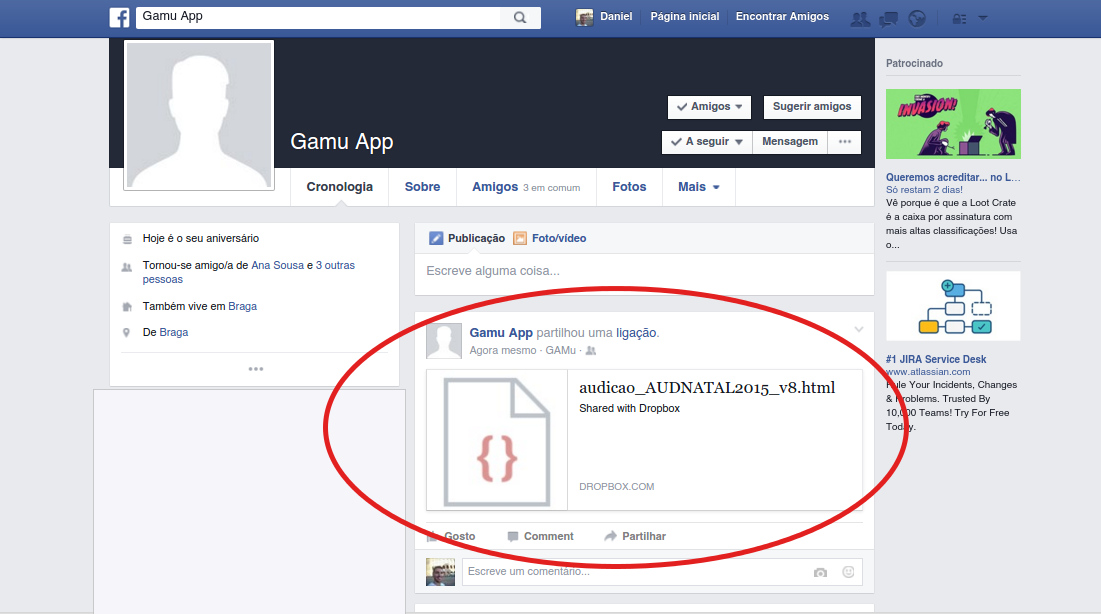 f
Gamu App
Daniel
Página inicial
Encontrar Amigos
Gamu App
Amigos
Sugerir amigos
A seguir
Mensagem
Cronologia
Sobre
Amigos 3 em comum
Fotos
Mais
Hoje é o seu aniversário
Tornou-se amigo/a de Ana Sousa e 3 outras
pessoas
Também vive em Braga
De Braga
Publicação
Foto/vídeo
Escreve alguma coisa...
Gamu App partilhou uma ligação.
Agora mesmo · GAMu ·
{}
audicao_AUDNATAL2015_v8.html
Shared with Dropbox
DROPBOX.COM
Gosto
Comment
Partilhar
Escreve um comentário...
Patrocinado
INVASION!
Queremos acreditar... no L...
Só restam 2 dias!
Vê porque é que a Loot Crate
é a caixa por assinatura com
mais altas classificações! Usa
o...
#1 JIRA Service Desk
www.atlassian.com
Rule Your Incidents, Changes
& Problems. Trusted By
10,000 Teams! Try For Free
Today.